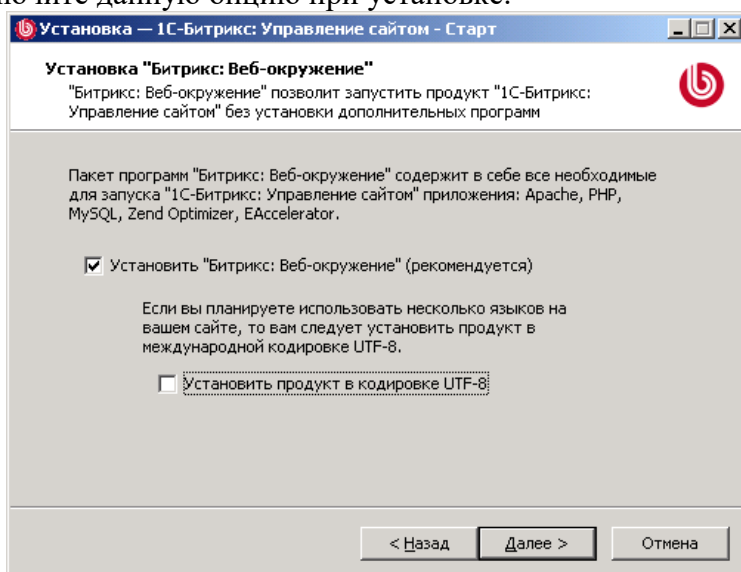 данную опцию при установке.
Установка — 1С-Битрикс: Управление сайтом - Старт
Установка "Битрикс: Веб-окружение"
"Битрикс: Веб-окружение" позволит запустить продукт "1С-Битрикс:
Управление сайтом" без установки дополнительных программ
Пакет программ "Битрикс: Веб-окружение" содержит в себе все необходимые
для запуска "1С-Битрикс: Управление сайтом" приложения: Apache, PHP,
MySQL, Zend Optimizer, EAccelerator.
Установить "Битрикс: Веб-окружение" (рекомендуется)
Если вы планируете использовать несколько языков на
вашем сайте, то вам следует установить продукт в
международной кодировке UTF-8.
Установить продукт в кодировке UTF-8
< Назад Далее > Отмена